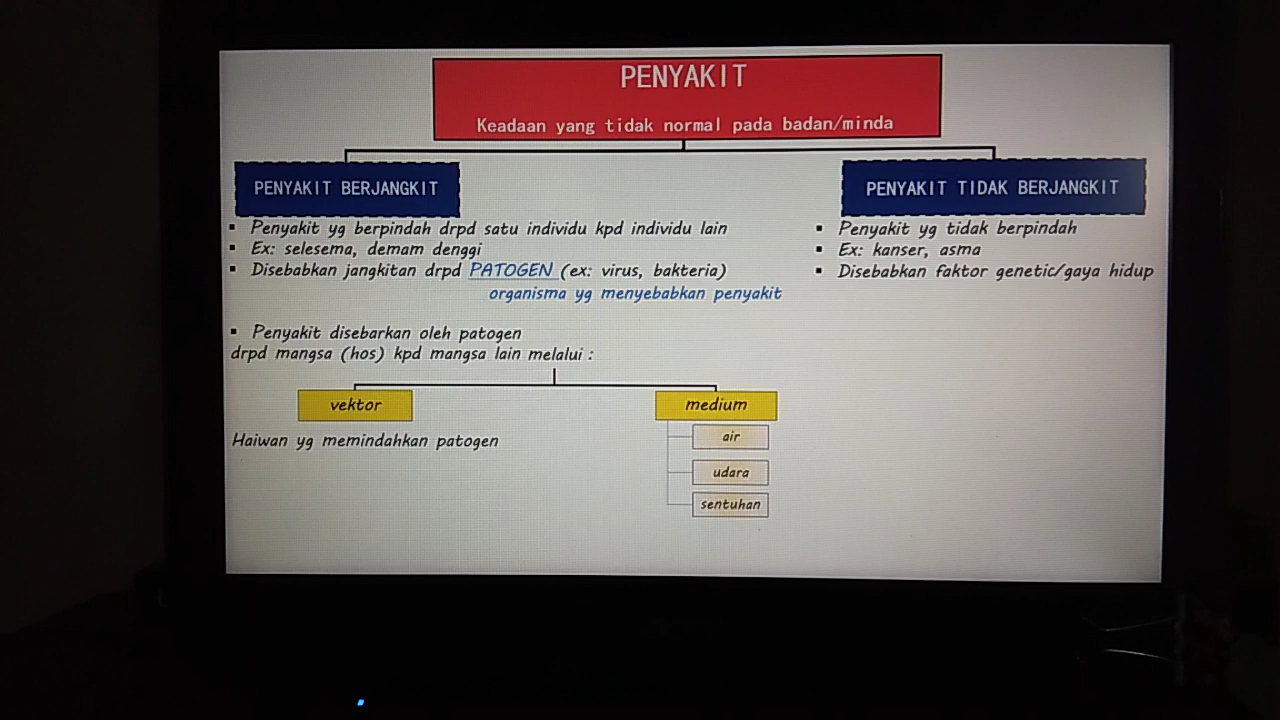 PENYAKIT
Keadaan yang tidak normal pada badan/minda
PENYAKIT BERJANGKIT
▪ Penyakit yg berpindah drpd satu individu kpd individu lain
▪ Ex: selesema, demam denggi
▪ Disebabkan jangkitan drpd PATOGEN (ex: virus, bakteria)
organisma yg menyebabkan penyakit
▪ Penyakit disebarkan oleh patogen
drpd mangsa (hos) kpd mangsa lain melalui :
vektor
Haiwan yg memindahkan patogen
medium
air
udara
sentuhan
PENYAKIT TIDAK BERJANGKIT
▪ Penyakit yg tidak berpindah
▪ Ex: kanser, asma
▪ Disebabkan faktor genetic/gaya hidup